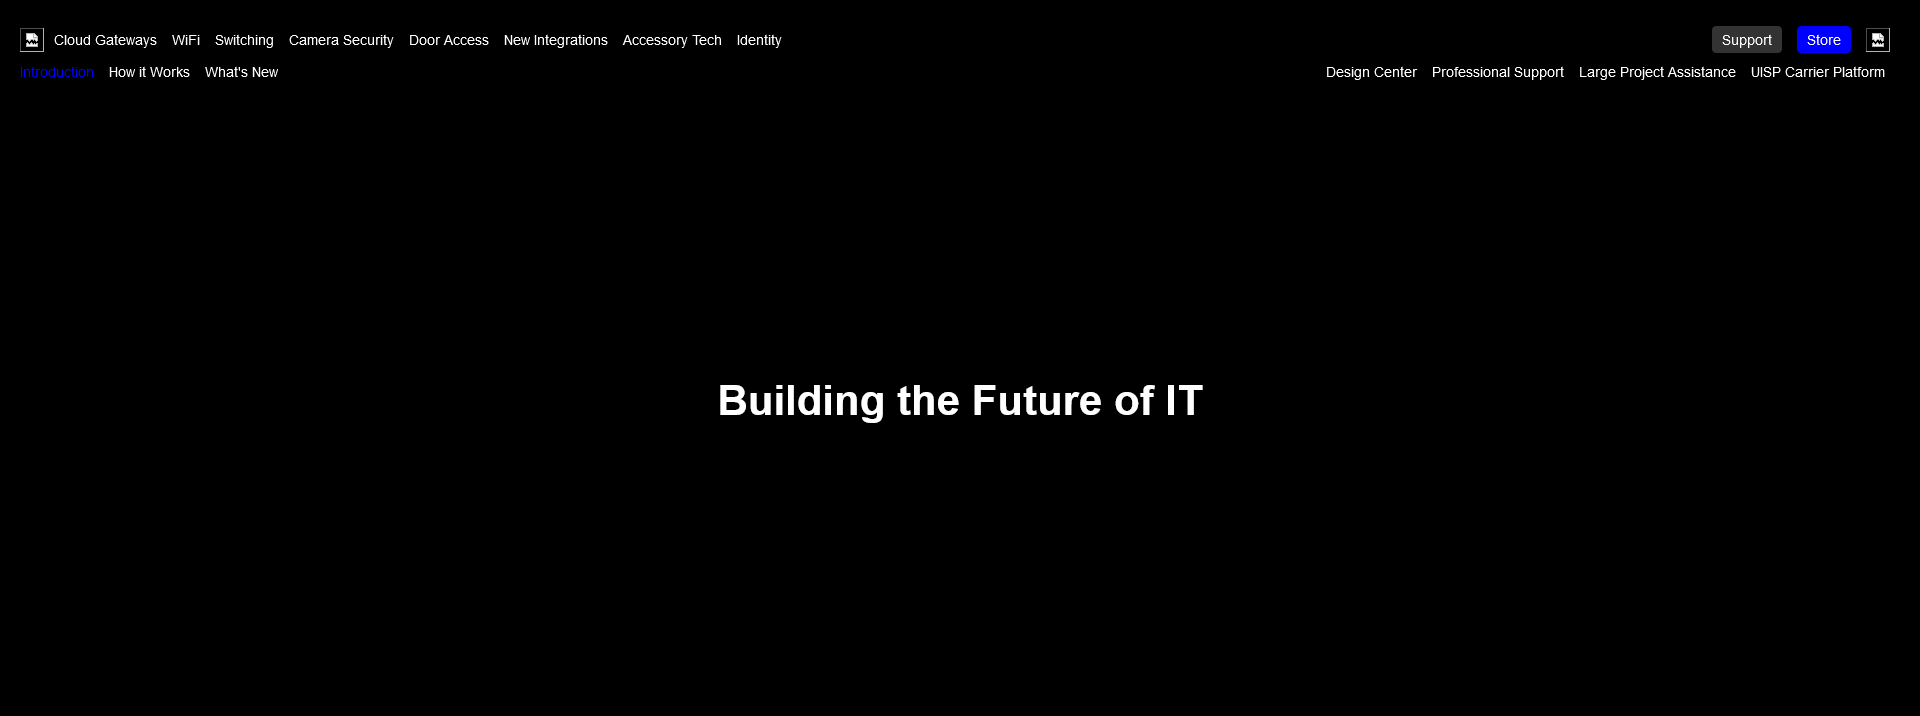 Cloud Gateways WiFi Switching Camera Security Door Access New Integrations Accessory Tech Identity Support Store
Introduction How it Works What's New Design Center Professional Support Large Project Assistance UISP Carrier Platform
Building the Future of IT